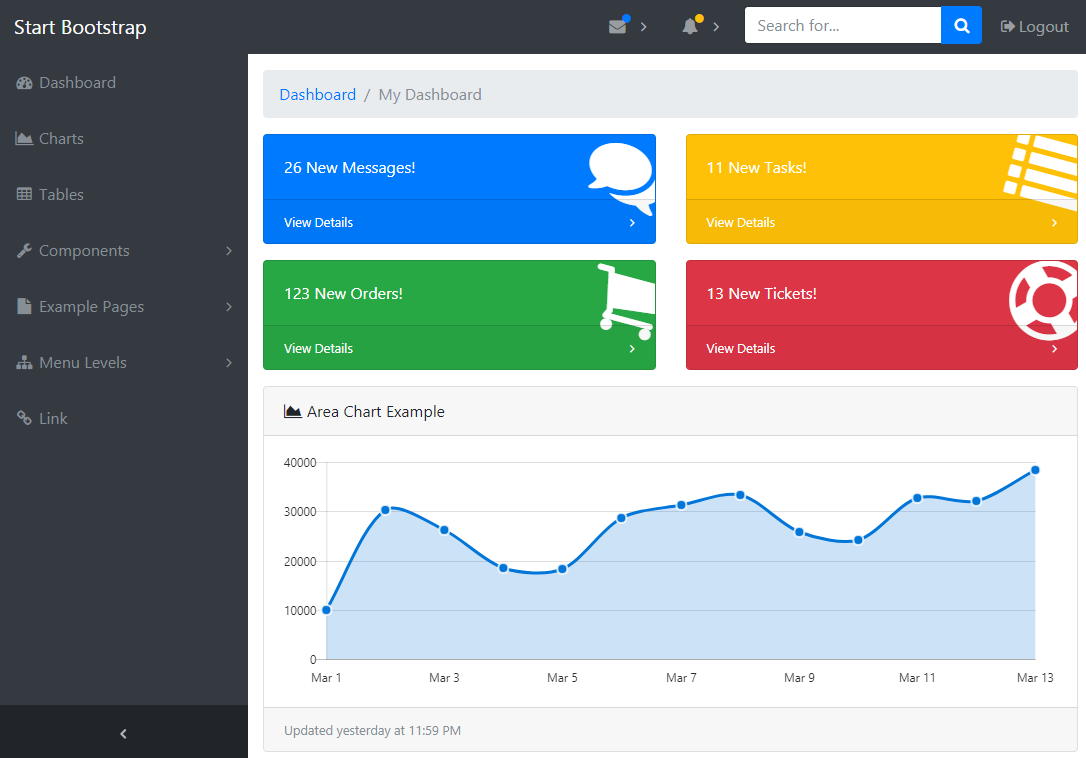 Start Bootstrap
Search for...
Logout
Dashboard
Charts
Tables
Components
Example Pages
Menu Levels
Link
Dashboard / My Dashboard
26 New Messages!
View Details
11 New Tasks!
View Details
123 New Orders!
View Details
13 New Tickets!
View Details
Area Chart Example
40000
30000
20000
10000
0
Mar 1 Mar 3 Mar 5 Mar 7 Mar 9 Mar 11 Mar 13
Updated yesterday at 11:59 PM